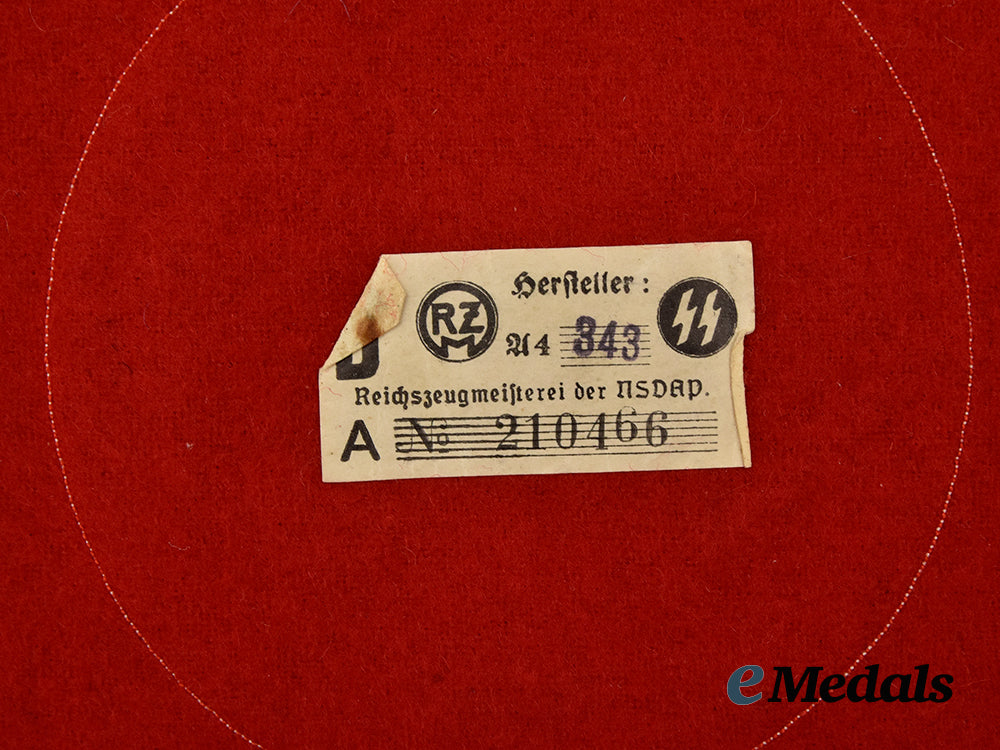 Hersteller:
RZM
A4 343
Reichszeugmeisterei der NSDAP.
A № 210466
eMedals